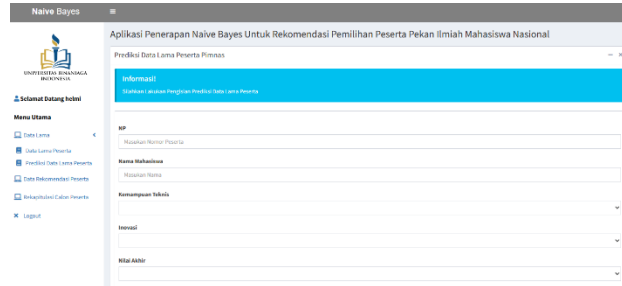 Naive Bayes
Aplikasi Penerapan Naive Bayes Untuk Rekomendasi Pemilihan Peserta Pekan Ilmiah Mahasiswa Nasional
UNIVERSITAS BINANIAGA
INDONESIA
Selamat Datang helmi
Menu Utama
Data Lama
Data Lama Peserta
Prediksi Data Lama Peserta
Data Rekomendasi Peserta
Rekapitulasi Calon Peserta
Logout
Prediksi Data Lama Peserta Pimnas
Informasi!
Silahkan Lakukan Pengisian Prediksi Data Lama Peserta
NP
Masukan Nomor Peserta
Nama Mahasiswa
Masukan Nama
Kemampuan Teknis
Inovasi
Nilai Akhir